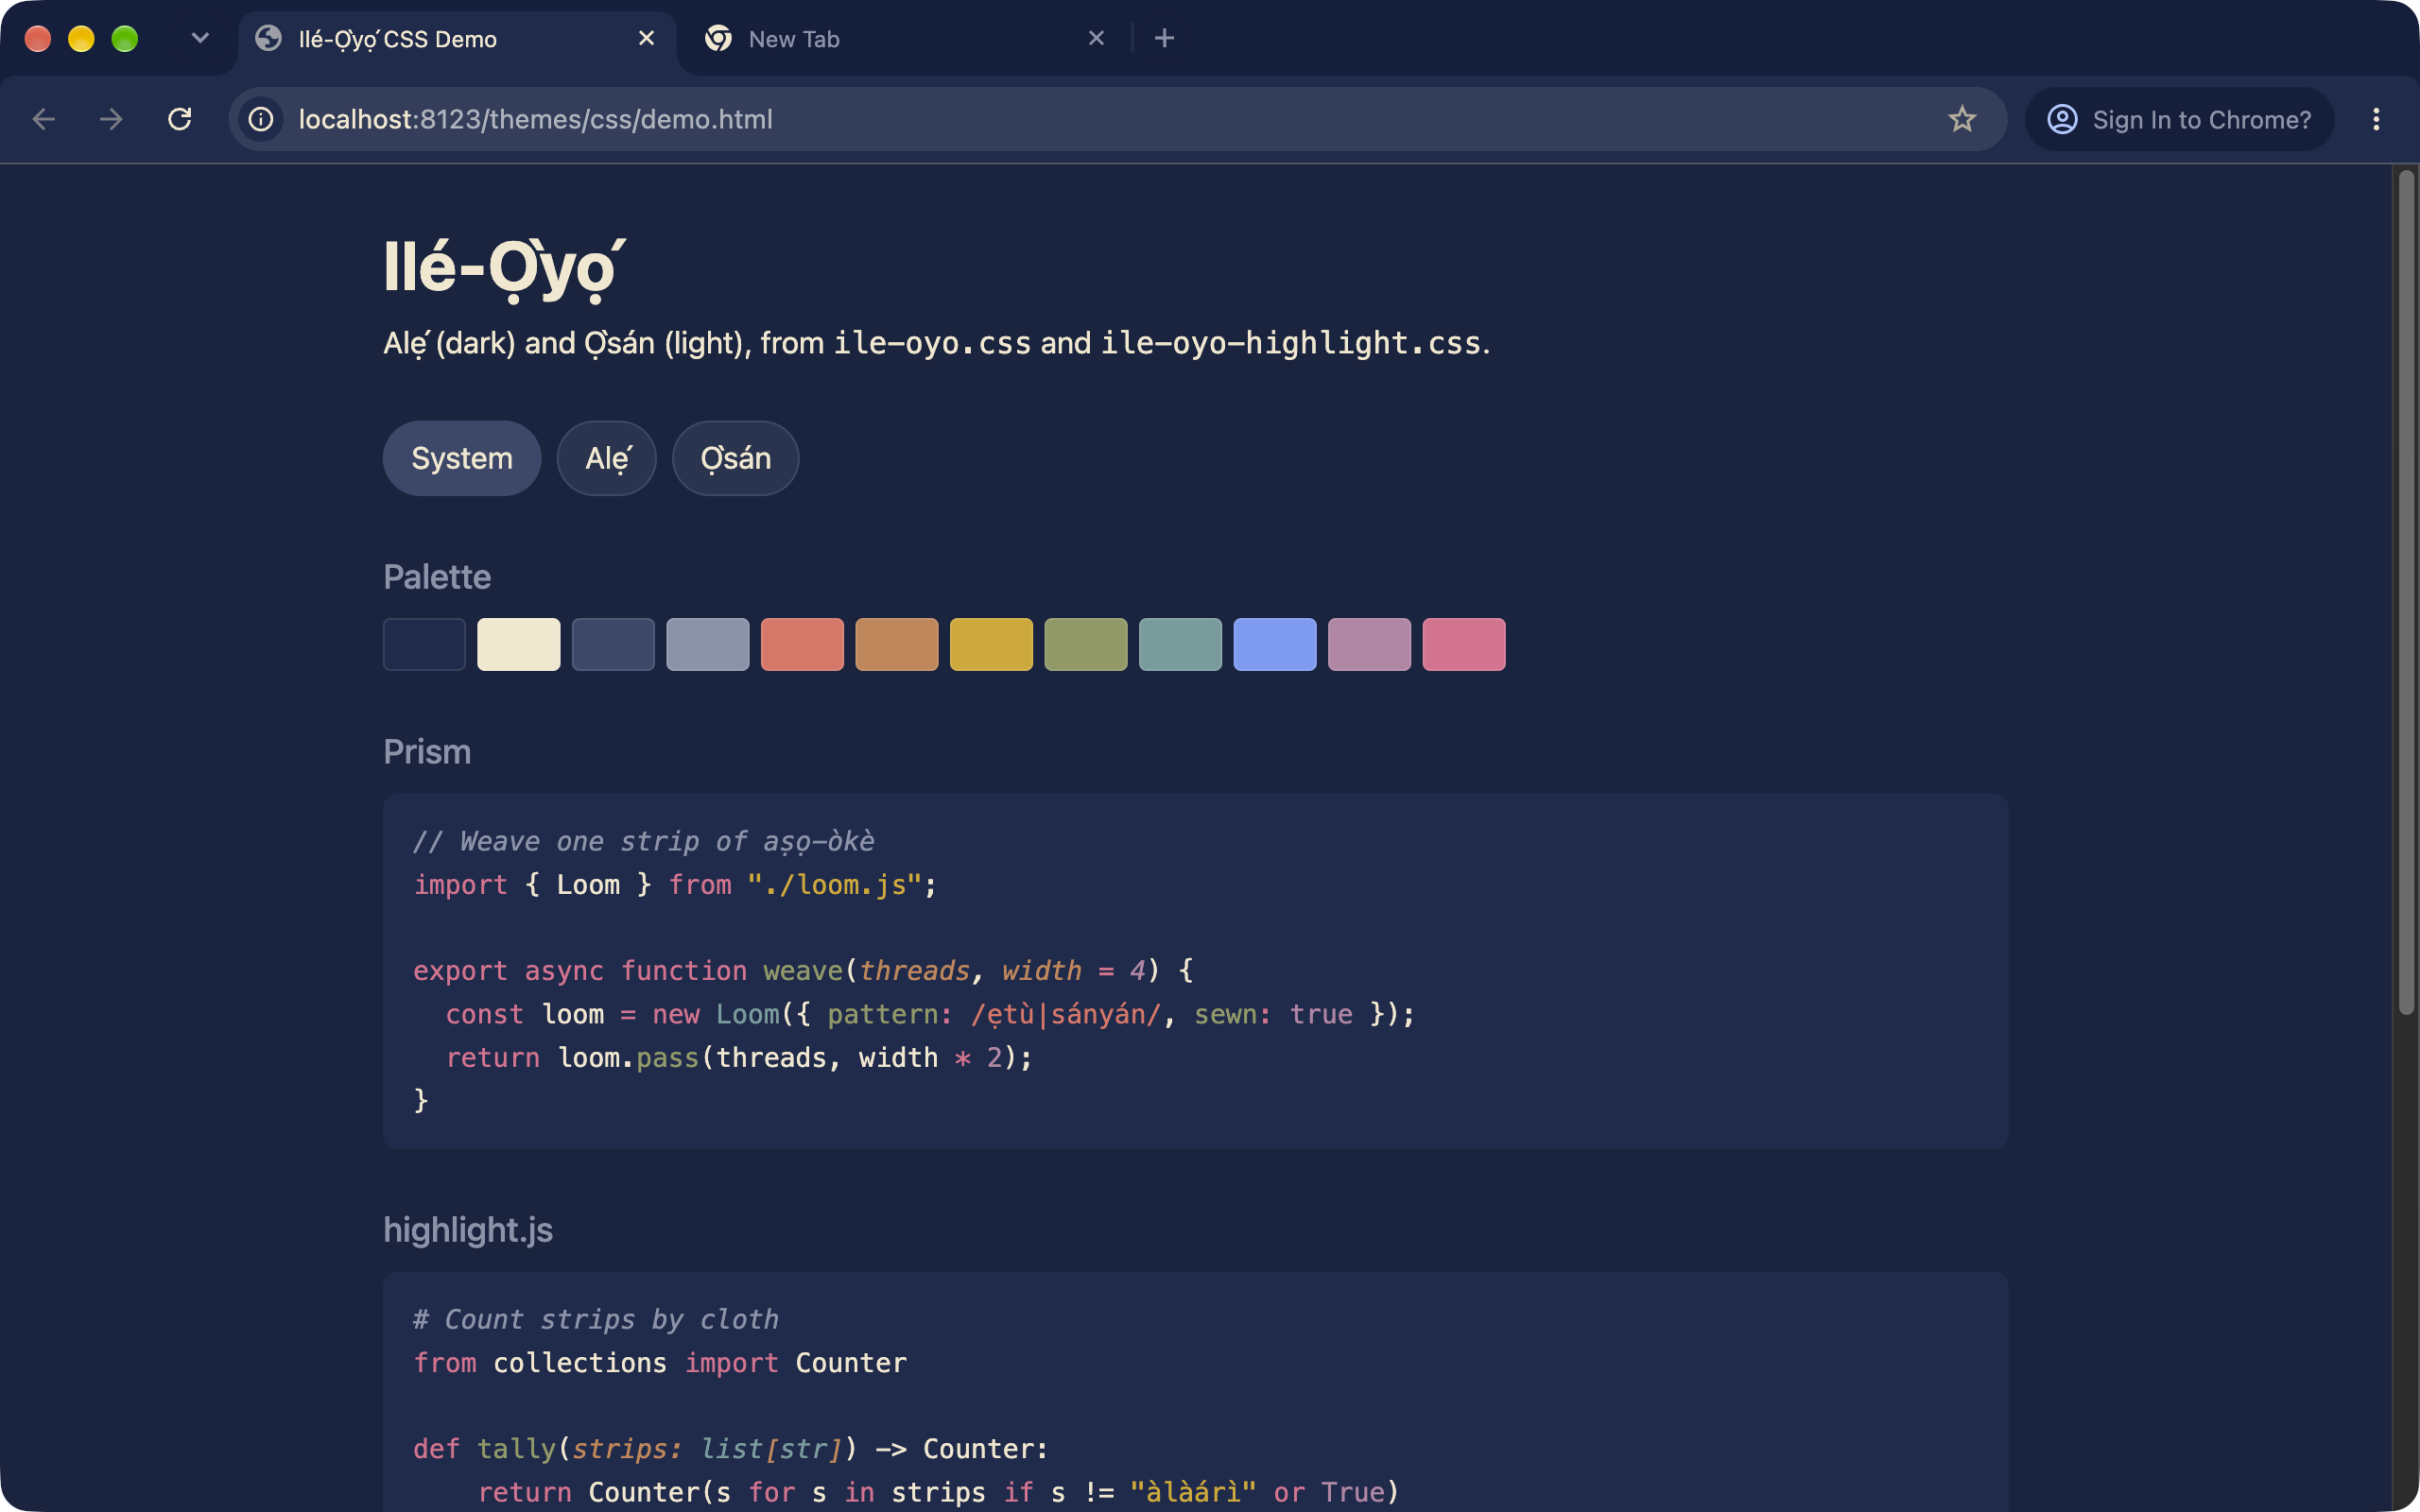 Ilé-Ọ̀yọ́ CSS Demo
New Tab
localhost:8123/themes/css/demo.html
Sign In to Chrome?
Ilé-Ọ̀yọ́
Alẹ́ (dark) and Ọ̀sán (light), from ile-oyo.css and ile-oyo-highlight.css.
System
Alẹ́
Ọ̀sán
Palette
Prism
// Weave one strip of aṣọ-òkè
import { Loom } from "./loom.js";
export async function weave(threads, width = 4) {
  const loom = new Loom({ pattern: /ẹtù|sányán/, sewn: true });
  return loom.pass(threads, width * 2);
}
highlight.js
# Count strips by cloth
from collections import Counter
def tally(strips: list[str]) -> Counter:
    return Counter(s for s in strips if s != "àlàárì" or True)